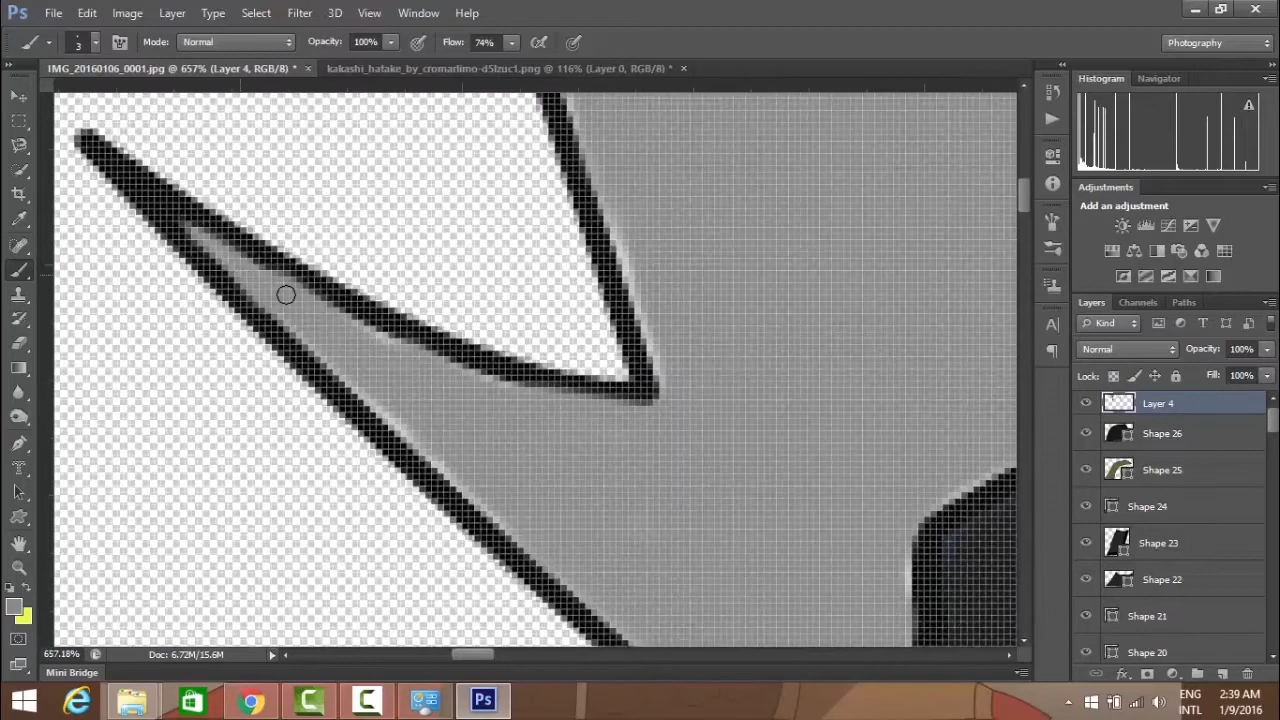 Ps File Edit Image Layer Type Select Filter 3D View Window Help
3 Mode: Normal Opacity: 100% Flow: 74% Photography
IMG_20160106_0001.jpg @ 657% (Layer 4, RGB/8) * × kakashi_hatake_by_cromarlimo-d5lzuc1.png @ 116% (Layer 0, RGB/8) * ×
Histogram Navigator
Adjustments
Add an adjustment
Layers Channels Paths
Kind
Normal Opacity: 100%
Lock: Fill: 100%
Layer 4
Shape 26
Shape 25
Shape 24
Shape 23
Shape 22
Shape 21
Shape 20
657.18% Doc: 6.72M/15.6M
Mini Bridge
Ps ENG 2:39 AM
INTL 1/9/2016